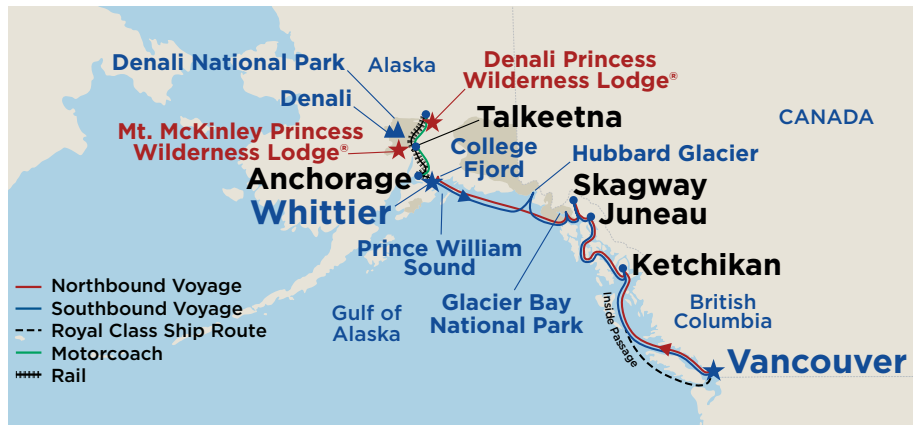 Denali National Park
Alaska
Denali Princess
Wilderness Lodge®
Denali
Talkeetna
CANADA
Mt. McKinley Princess
Wilderness Lodge®
College
Fjord
Hubbard Glacier
Anchorage
Skagway
Whittier
Juneau
Prince William
Sound
Ketchikan
Northbound Voyage
Southbound Voyage
Royal Class Ship Route
Motorcoach
Rail
Gulf of
Alaska
Glacier Bay
National Park
Inside Passage
British
Columbia
Vancouver